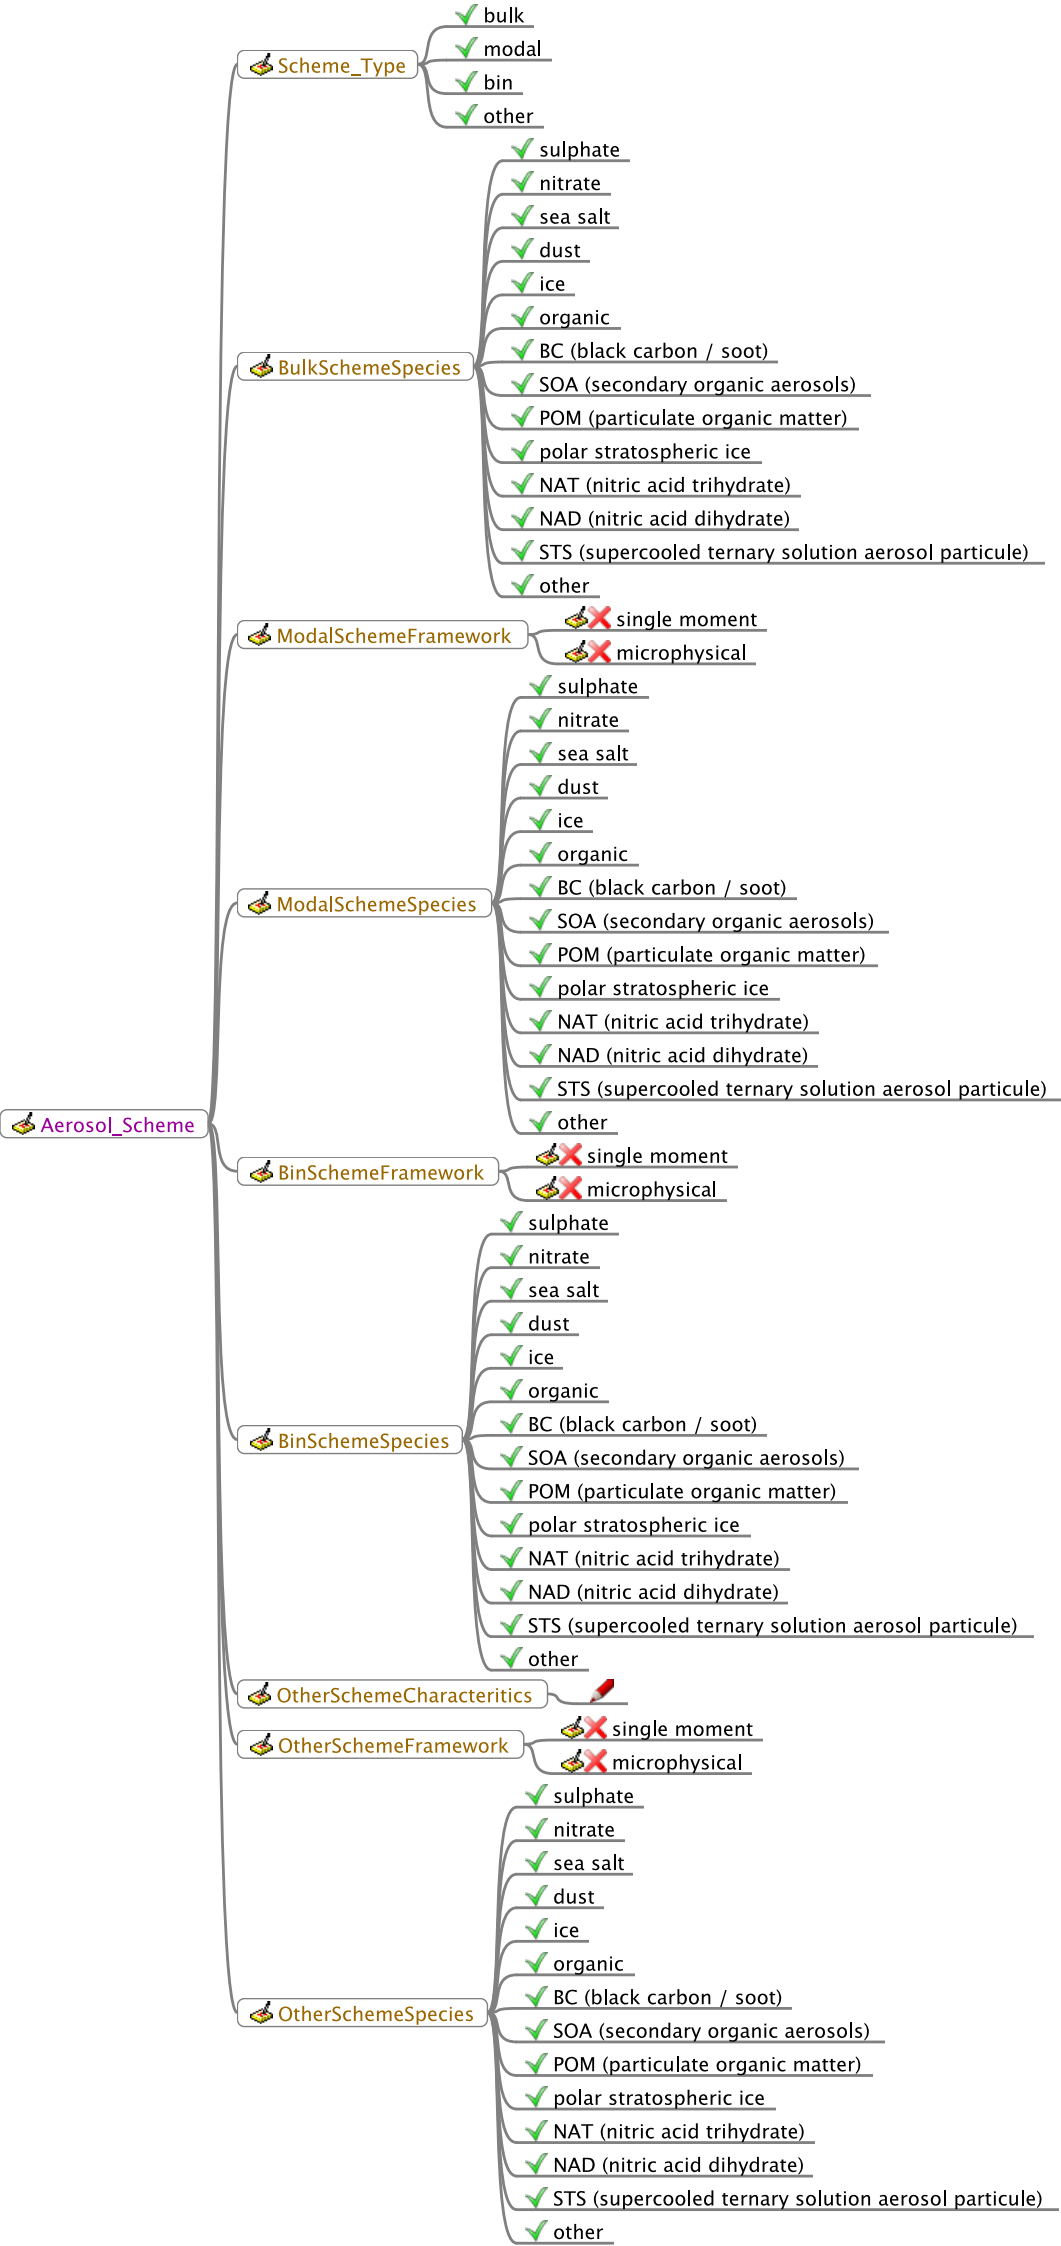 bulk
modal
Scheme_Type
bin
other
sulphate
nitrate
sea salt
dust
ice
organic
BC (black carbon / soot)
BulkSchemeSpecies
SOA (secondary organic aerosols)
POM (particulate organic matter)
polar stratospheric ice
NAT (nitric acid trihydrate)
NAD (nitric acid dihydrate)
STS (supercooled ternary solution aerosol particule)
other
single moment
ModalSchemeFramework
microphysical
sulphate
nitrate
sea salt
dust
ice
organic
BC (black carbon / soot)
ModalSchemeSpecies
SOA (secondary organic aerosols)
POM (particulate organic matter)
polar stratospheric ice
NAT (nitric acid trihydrate)
NAD (nitric acid dihydrate)
STS (supercooled ternary solution aerosol particule)
other
Aerosol_Scheme
single moment
BinSchemeFramework
microphysical
sulphate
nitrate
sea salt
dust
ice
organic
BC (black carbon / soot)
BinSchemeSpecies
SOA (secondary organic aerosols)
POM (particulate organic matter)
polar stratospheric ice
NAT (nitric acid trihydrate)
NAD (nitric acid dihydrate)
STS (supercooled ternary solution aerosol particule)
other
OtherSchemeCharacteritics
single moment
OtherSchemeFramework
microphysical
sulphate
nitrate
sea salt
dust
ice
organic
BC (black carbon / soot)
OtherSchemeSpecies
SOA (secondary organic aerosols)
POM (particulate organic matter)
polar stratospheric ice
NAT (nitric acid trihydrate)
NAD (nitric acid dihydrate)
STS (supercooled ternary solution aerosol particule)
other